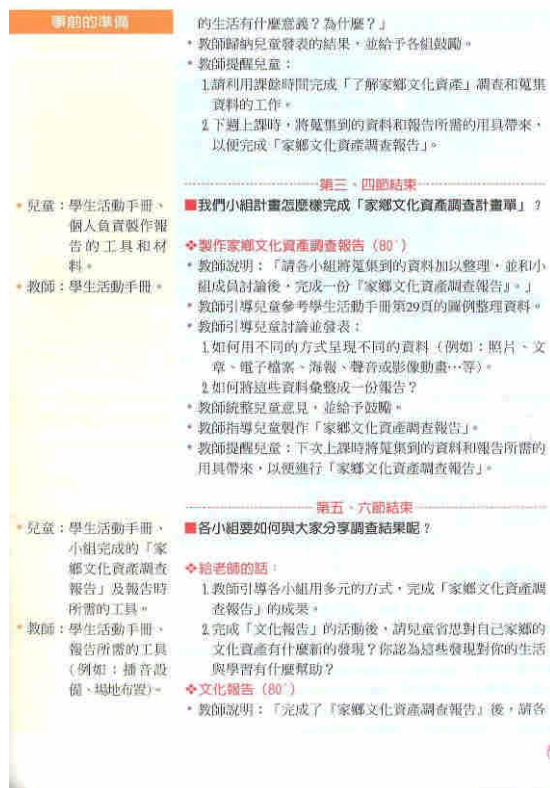 事前的準備
的生活有什麼意義？為什麼？」
* 教師歸納兒童發表的結果，並給予各組鼓勵。
* 教師提醒兒童：
1.請利用課餘時間完成「了解家鄉文化資產」調查和蒐集
資料的工作。
2.下週上課時，將蒐集到的資料和報告所需的用具帶來，
以便完成「家鄉文化資產調查報告」。
第三、四節結束
* 兒童：學生活動手冊、
個人負責製作報
告的工具和材
料。
* 教師：學生活動手冊。
■我們小組計畫怎麼樣完成「家鄉文化資產調查計畫單」？
❖製作家鄉文化資產調查報告（80ˊ）
* 教師說明：「請各小組將蒐集到的資料加以整理，並和小
組成員討論後，完成一份『家鄉文化資產調查報告』。」
* 教師引導兒童參考學生活動手冊第29頁的圖例整理資料。
* 教師引導兒童討論並發表：
1.如何用不同的方式呈現不同的資料（例如：照片、文
章、電子檔案、海報、聲音或影像動畫…等）。
2.如何將這些資料彙整成一份報告？
* 教師統整兒童意見，並給予鼓勵。
* 教師指導兒童製作「家鄉文化資產調查報告」。
* 教師提醒兒童：下次上課時將蒐集到的資料和報告所需的
用具帶來，以便進行「家鄉文化資產調查報告」。
第五、六節結束
* 兒童：學生活動手冊、
小組完成的「家
鄉文化資產調查
報告」及報告時
所需的工具。
* 教師：學生活動手冊、
報告所需的工具
（例如：播音設
備、場地布置）。
■各小組要如何與大家分享調查結果呢？
❖給老師的話：
1.教師引導各小組用多元的方式，完成「家鄉文化資產調
查報告」的成果。
2.完成「文化報告」的活動後，請兒童省思對自己家鄉的
文化資產有什麼新的發現？你認為這些發現對你的生活
與學習有什麼幫助？
❖文化報告（80ˊ）
* 教師說明：「完成了『家鄉文化資產調查報告』後，請各